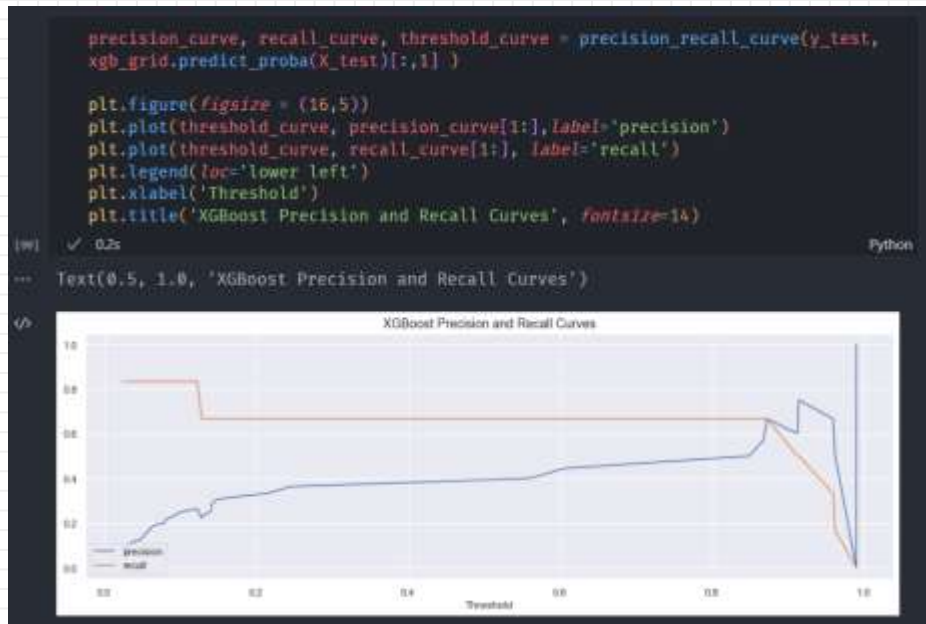 precision_curve, recall_curve, threshold_curve = precision_recall_curve(y_test,
xgb_grid.predict_proba(X_test)[:,1] )
plt.figure(figsize = (16,5))
plt.plot(threshold_curve, precision_curve[1:],label='precision')
plt.plot(threshold_curve, recall_curve[1:], label='recall')
plt.legend(loc='lower left')
plt.xlabel('Threshold')
plt.title('XGBoost Precision and Recall Curves', fontsize=14)
✓ 0.2s
Python
... Text(0.5, 1.0, 'XGBoost Precision and Recall Curves')
</>
XGBoost Precision and Recall Curves
1.0
0.8
0.6
0.4
0.2
0.0
precision
recall
0.0 0.2 0.4 0.6 0.8 1.0
Threshold